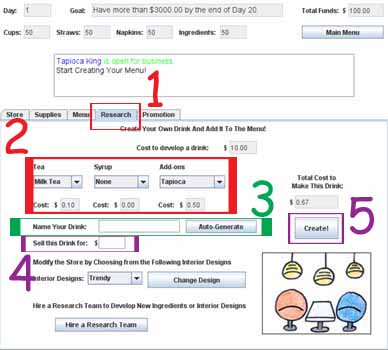 Day: 1 Goal: Have more than $3000.00 by the end of Day 20. Total Funds: $ 100.00
Cups: 50 Straws: 50 Napkins: 50 Ingredients: 50 Main Menu
Tapioca King is open for business
Start Creating Your Menu!
1
Store Supplies Menu Research Promotion
2
Create Your Own Drink And Add It To The Menu!
Cost to develop a drink: $ 10.00
Tea Syrup Add-ons
Milk Tea None Tapioca
Total Cost to
Make This Drink:
Cost: $ 0.10 Cost: $ 0.00 Cost: $ 0.50
$ 0.67
3
5
Name Your Drink: Auto-Generate
Create!
Sell this Drink for: $
4
Modify the Store by Choosing from the Following Interior Designs
Interior Designs: Trendy Change Design
Hire a Research Team to Develop New Ingredients or Interior Designs
Hire a Research Team